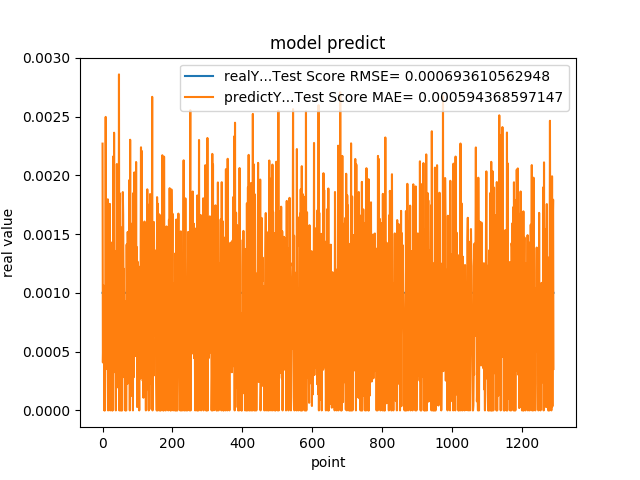 model predict
realY...Test Score RMSE= 0.000693610562948
predictY...Test Score MAE= 0.000594368597147
0.0030
0.0025
0.0020
0.0015
0.0010
0.0005
0.0000
real value
0 200 400 600 800 1000 1200
point